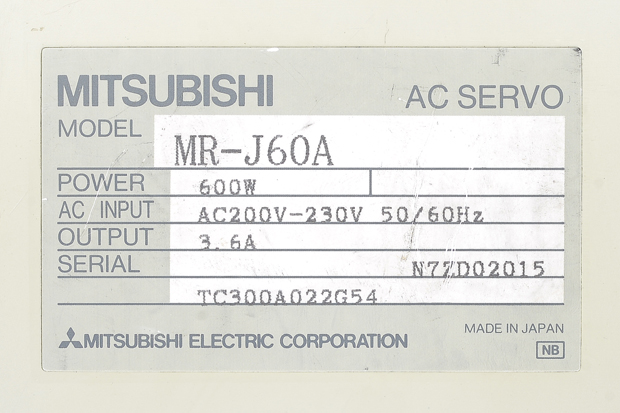 MITSUBISHI AC SERVO
MODEL MR-J60A
POWER 600W
AC INPUT AC200V-230V 50/60Hz
OUTPUT 3.6A
SERIAL N7ZD02015
TC300A022G54
MITSUBISHI ELECTRIC CORPORATION
MADE IN JAPAN
NB